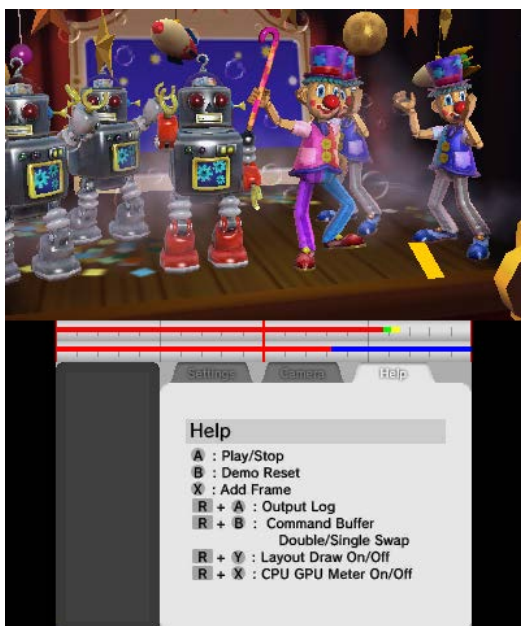 Settings Camera Help
Help
A : Play/Stop
B : Demo Reset
X : Add Frame
R + A : Output Log
R + B : Command Buffer
Double/Single Swap
R + Y : Layout Draw On/Off
R + X : CPU GPU Meter On/Off